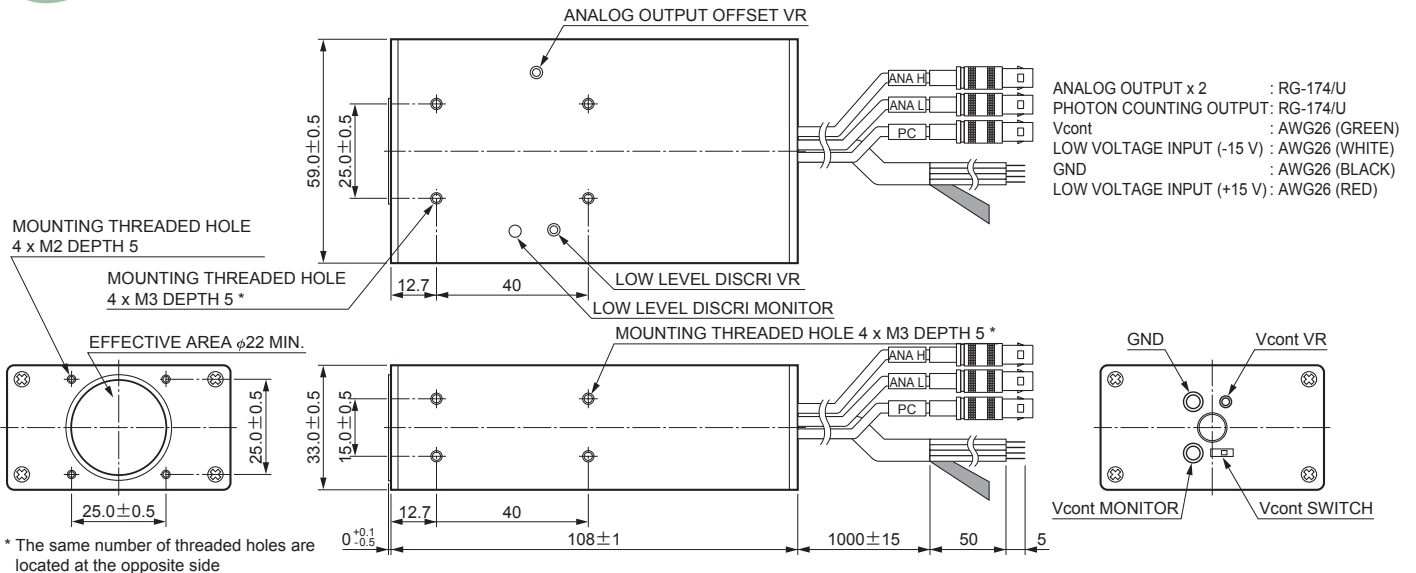 ANALOG OUTPUT OFFSET VR
59.0±0.5
25.0±0.5
ANA H
ANA L
PC
ANALOG OUTPUT x 2 : RG-174/U
PHOTON COUNTING OUTPUT: RG-174/U
Vcont : AWG26 (GREEN)
LOW VOLTAGE INPUT (-15 V) : AWG26 (WHITE)
GND : AWG26 (BLACK)
LOW VOLTAGE INPUT (+15 V) : AWG26 (RED)
MOUNTING THREADED HOLE
4 x M2 DEPTH 5
MOUNTING THREADED HOLE
4 x M3 DEPTH 5 *
12.7
40
LOW LEVEL DISCRI VR
LOW LEVEL DISCRI MONITOR
MOUNTING THREADED HOLE 4 x M3 DEPTH 5 *
EFFECTIVE AREA φ22 MIN.
25.0±0.5
25.0±0.5
33.0±0.5
15.0±0.5
ANA H
ANA L
PC
GND
Vcont VR
Vcont MONITOR
Vcont SWITCH
12.7
40
0 +0.1 -0.5
108±1
1000±15
50
5
* The same number of threaded holes are
located at the opposite side